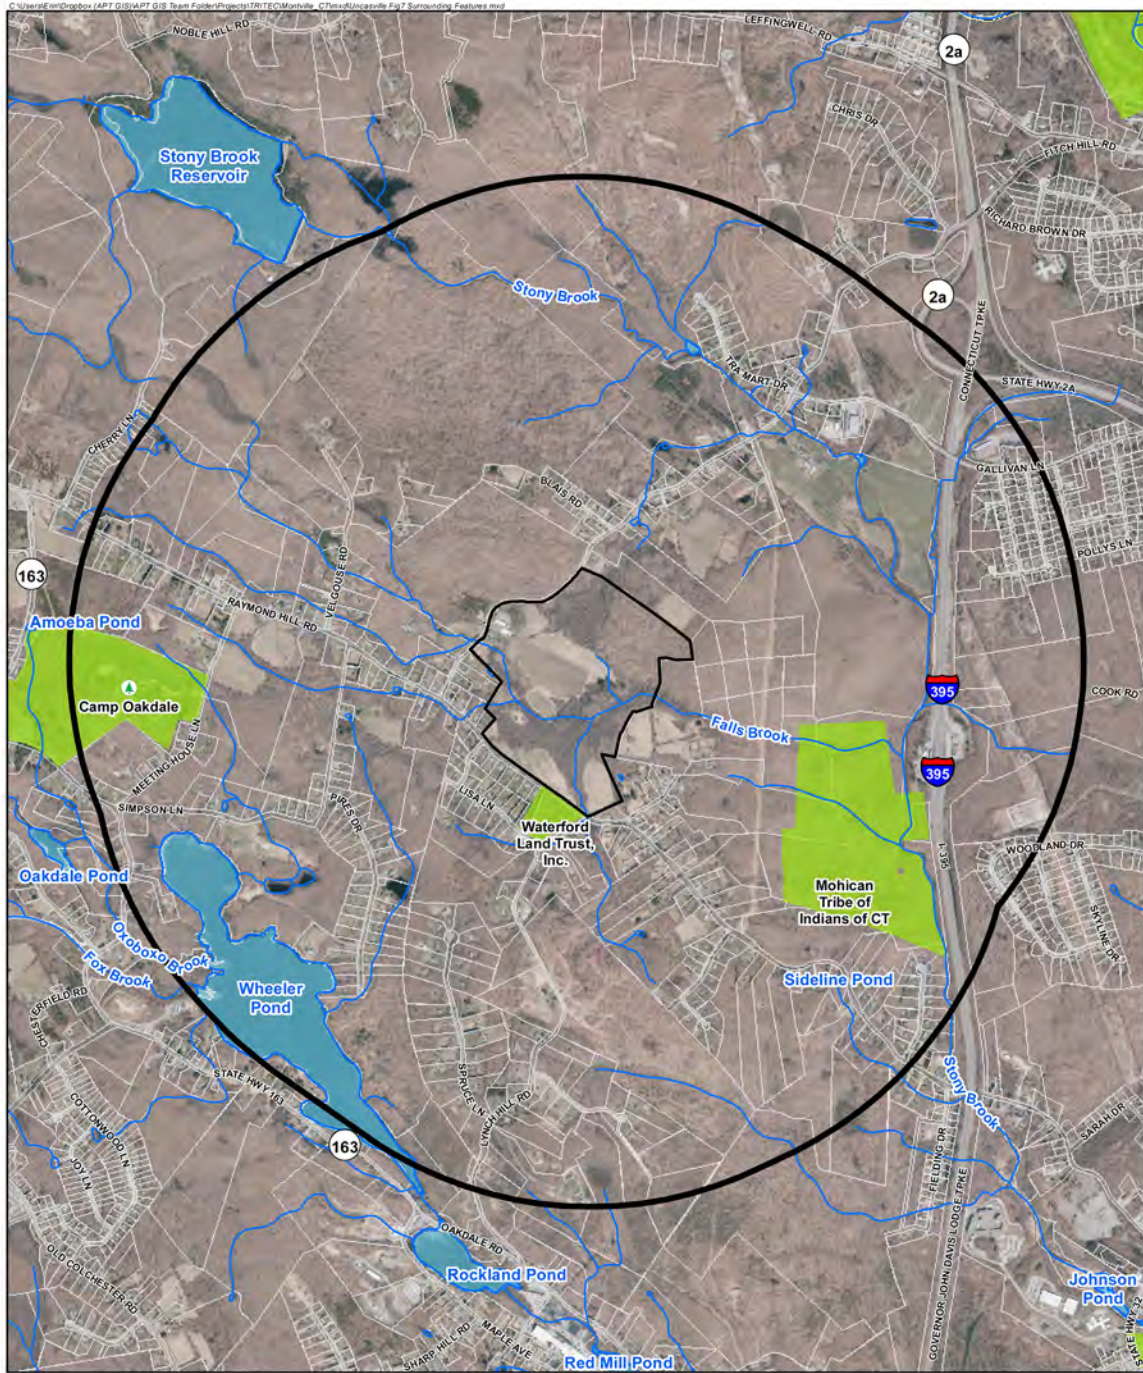 C:\Users\Erin\Dropbox (APT GIS)\APT GIS Team Folder\Projects\TRITEC\Montville_CT\mxd\Uncasville Fig7 Surrounding Features.mxd
NOBLE HILL RD
LEFFINGWELL RD
2a
CHRIS DR
FITCH HILL RD
Stony Brook
Reservoir
RICHARD BROWN DR
Stony Brook
2a
CONNECTICUT TPKE
TRA MART DR
STATE HWY 2A
CHERRY LN
GALLIVAN LN
BLAIS RD
POLLYS LN
163
VELGOUSE RD
RAYMOND HILL RD
Amoeba Pond
Camp Oakdale
395
COOK RD
Falls Brook
MEETING HOUSE LN
395
SIMPSON LN
PIRES DR
LISA LN
Waterford
Land Trust,
Inc.
I-395
WOODLAND DR
Oakdale Pond
Mohican
Tribe of
Indians of CT
SKYLINE DR
Oxoboxo Brook
Fox Brook
Wheeler
Pond
Sideline Pond
CHESTERFIELD RD
STATE HWY 163
SPRUCE LN
LYNCH HILL RD
Stony Brook
COTTONWOOD LN
JOY LN
163
SARAH DR
FIELDING DR
OAKDALE RD
OLD COLCHESTER RD
Rockland Pond
GOVERNOR JOHN DAVIS LODGE TPKE
Johnson
Pond
STATE HWY 32
MAPLE AVE
SHARP HILL RD
Red Mill Pond